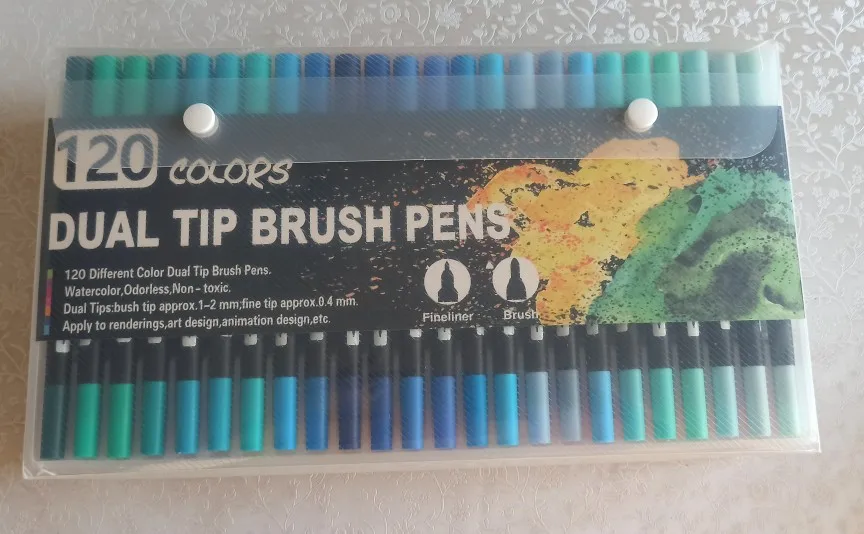 120 COLORS
DUAL TIP BRUSH PENS
120 Different Color Dual Tip Brush Pens.
Watercolor,Odorless,Non-toxic.
Dual Tips:bush tip approx.1-2 mm;fine tip approx.0.4 mm.
Apply to renderings,art design,animation design,etc.
Fineliner Brush